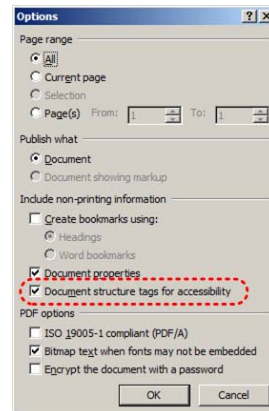 Options
Page range
All
Current page
Selection
Page(s) From: 1 To: 1
Publish what
Document
Document showing markup
Include non-printing information
Create bookmarks using:
Headings
Word bookmarks
Document properties
Document structure tags for accessibility
PDF options
ISO 19005-1 compliant (PDF/A)
Bitmap text when fonts may not be embedded
Encrypt the document with a password
OK Cancel